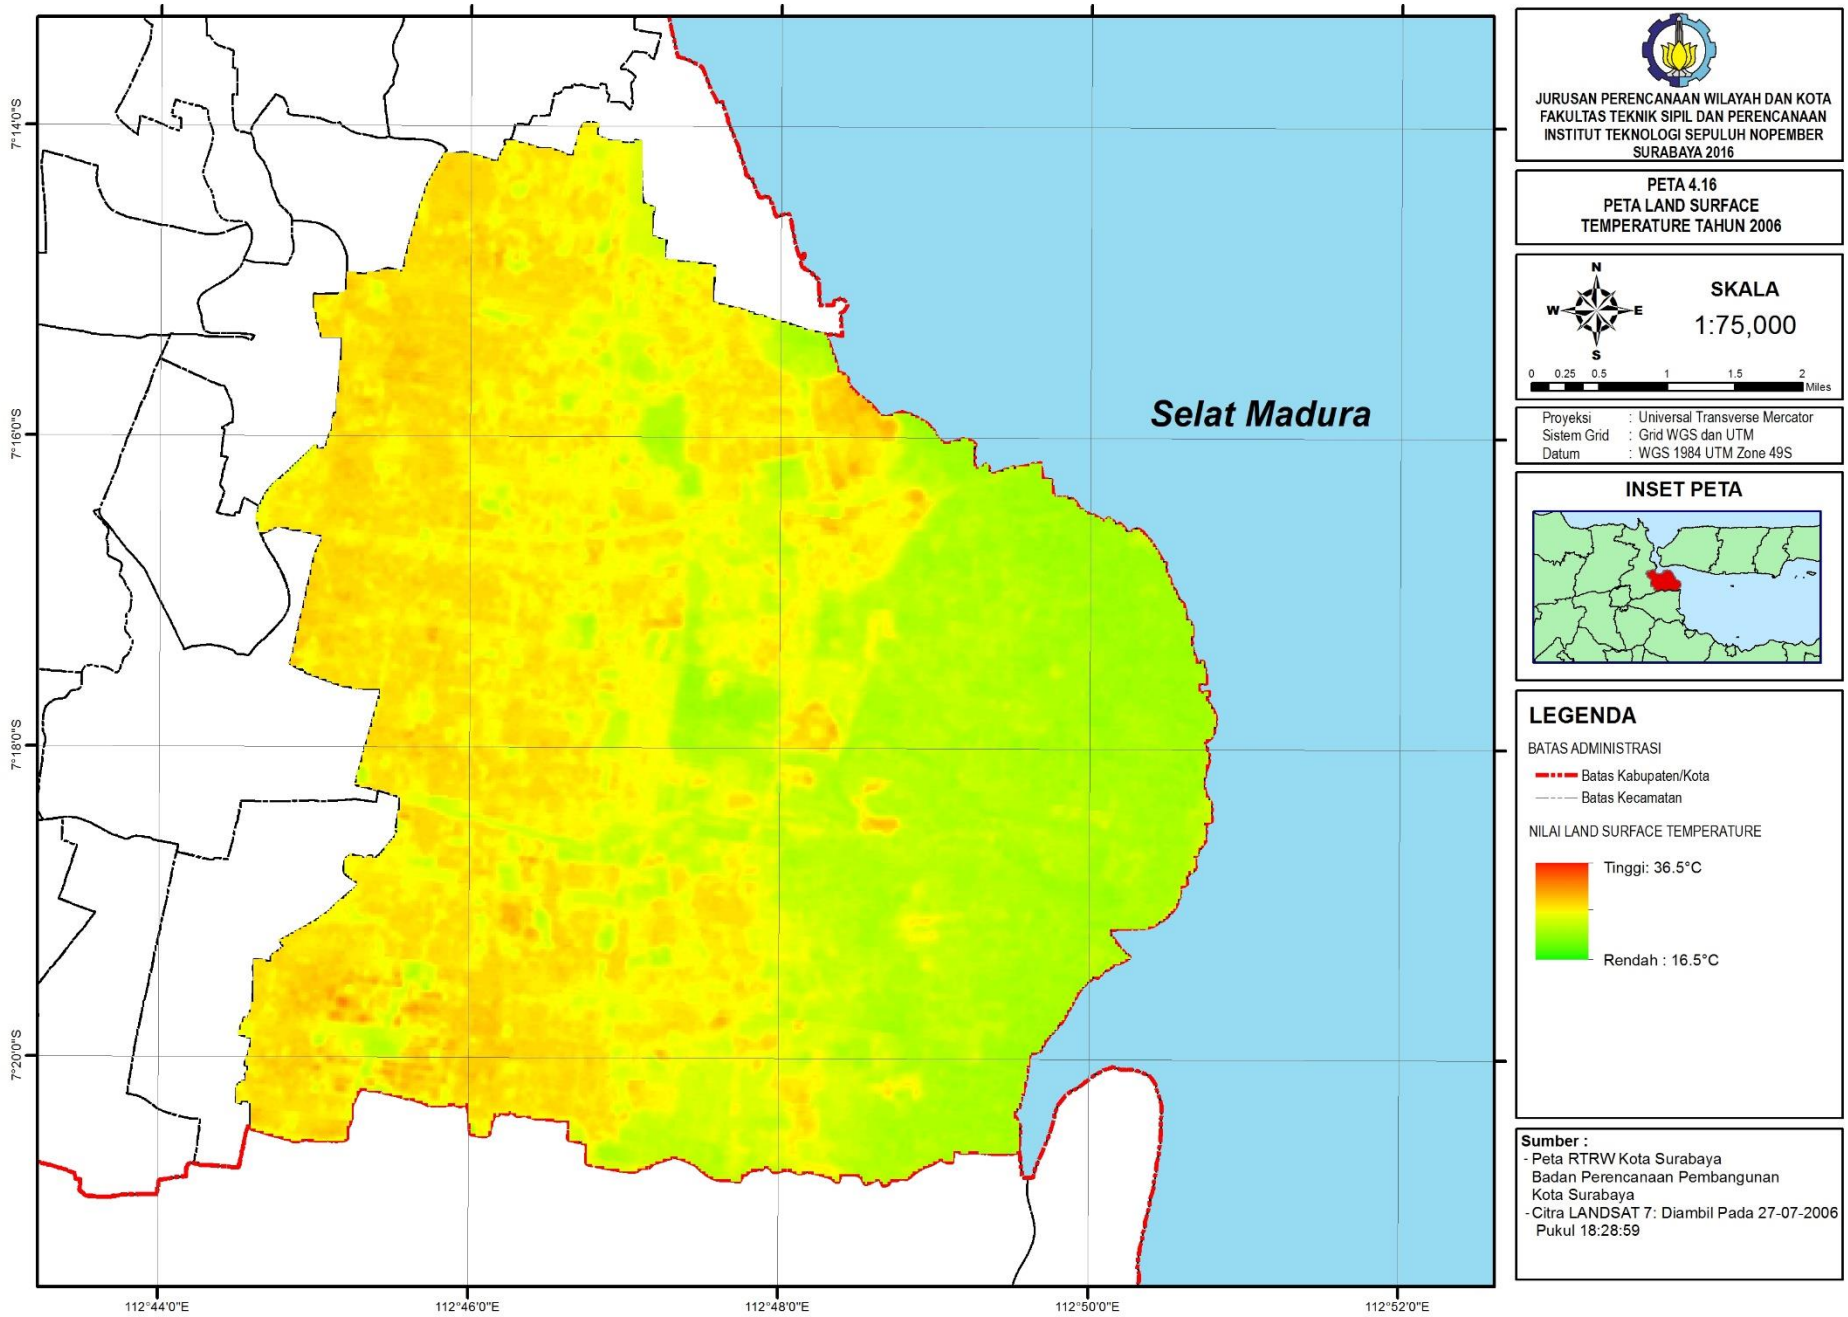 7°14'0"S
7°16'0"S
7°18'0"S
7°20'0"S
112°44'0"E
112°46'0"E
112°48'0"E
112°50'0"E
112°52'0"E
Selat Madura
JURUSAN PERENCANAAN WILAYAH DAN KOTA
FAKULTAS TEKNIK SIPIL DAN PERENCANAAN
INSTITUT TEKNOLOGI SEPULUH NOPEMBER
SURABAYA 2016
PETA 4.16
PETA LAND SURFACE
TEMPERATURE TAHUN 2006
N
W
E
S
SKALA
1:75,000
0 0.25 0.5 1 1.5 2
Miles
Proyeksi : Universal Transverse Mercator
Sistem Grid : Grid WGS dan UTM
Datum : WGS 1984 UTM Zone 49S
INSET PETA
LEGENDA
BATAS ADMINISTRASI
Batas Kabupaten/Kota
Batas Kecamatan
NILAI LAND SURFACE TEMPERATURE
Tinggi: 36.5°C
Rendah : 16.5°C
Sumber :
- Peta RTRW Kota Surabaya
Badan Perencanaan Pembangunan
Kota Surabaya
- Citra LANDSAT 7: Diambil Pada 27-07-2006
Pukul 18:28:59